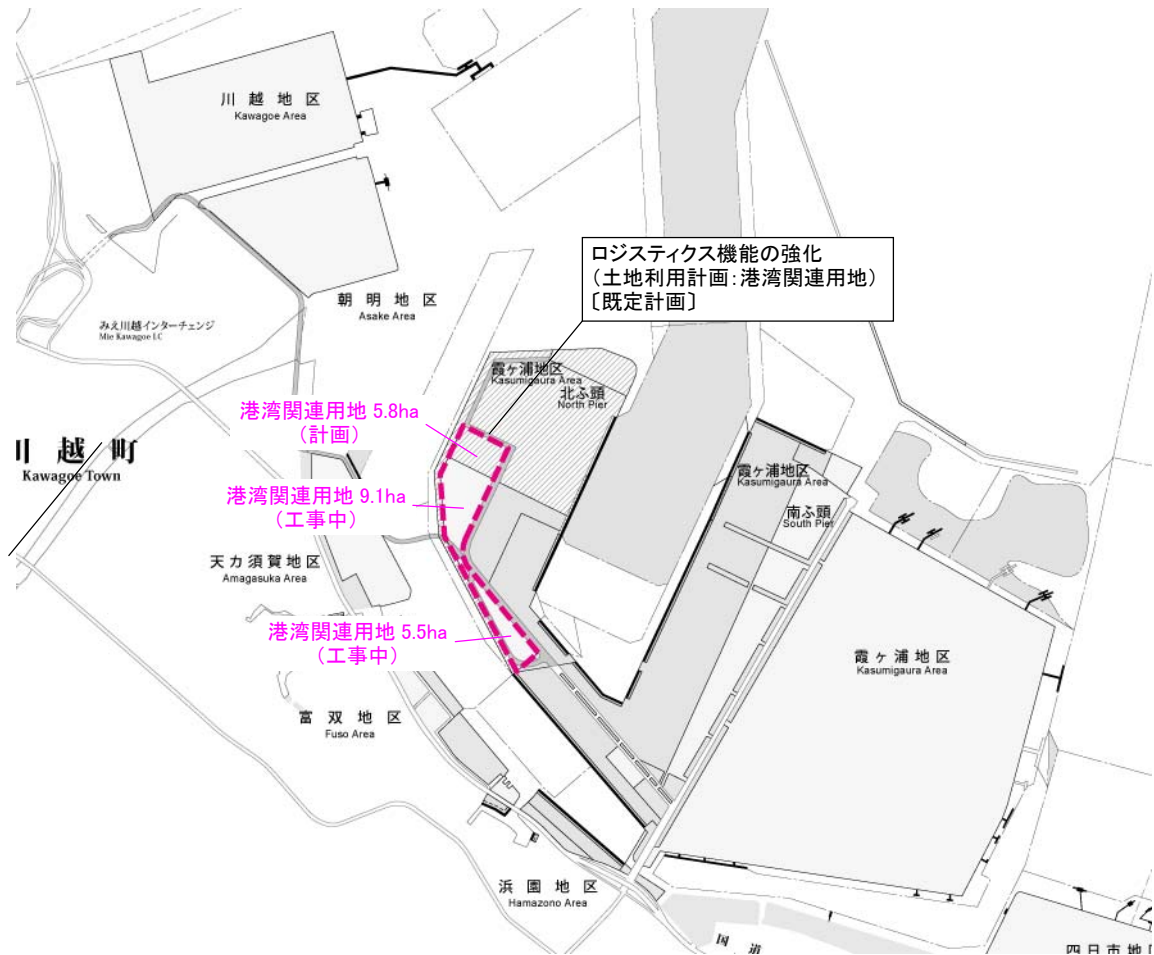 川越地区
Kawagoe Area
ロジスティクス機能の強化
（土地利用計画：港湾関連用地）
〔既定計画〕
朝明地区
Asake Area
みえ川越インターチェンジ
Mie Kawagoe I.C
霞ヶ浦地区
Kasumigaura Area
北ふ頭
North Pier
港湾関連用地 5.8ha
（計画）
川越町
Kawagoe Town
霞ヶ浦地区
Kasumigaura Area
港湾関連用地 9.1ha
（工事中）
南ふ頭
South Pier
天カ須賀地区
Amagasuka Area
港湾関連用地 5.5ha
（工事中）
霞ヶ浦地区
Kasumigaura Area
富双地区
Fuso Area
浜園地区
Hamazono Area
国道
四日市地